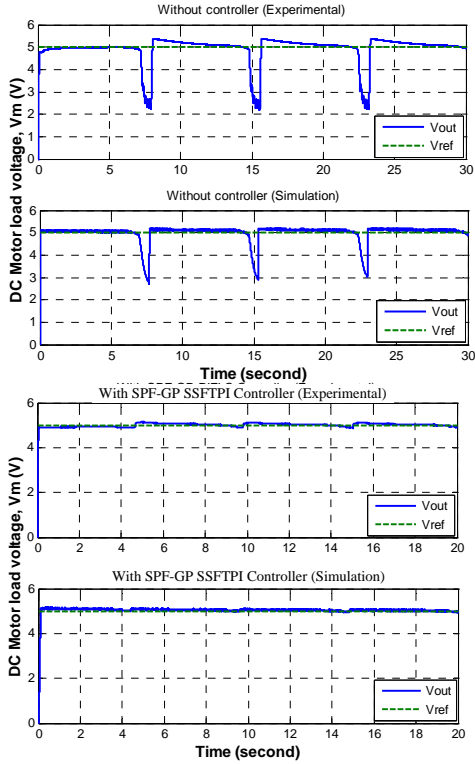 Without controller (Experimental)
6
5
4
3
2
1
0
0 5 10 15 20 25 30
Vout
Vref
DC Motor load voltage, Vm (V)
Without controller (Simulation)
6
5
4
3
2
1
0
0 5 10 15 20 25 30
Vout
Vref
Time (second)
With SPF-GP SSFTPI Controller (Experimental)
6
4
2
0
0 2 4 6 8 10 12 14 16 18 20
Vout
Vref
DC Motor load voltage, Vm (V)
With SPF-GP SSFTPI Controller (Simulation)
6
4
2
0
0 2 4 6 8 10 12 14 16 18 20
Vout
Vref
Time (second)